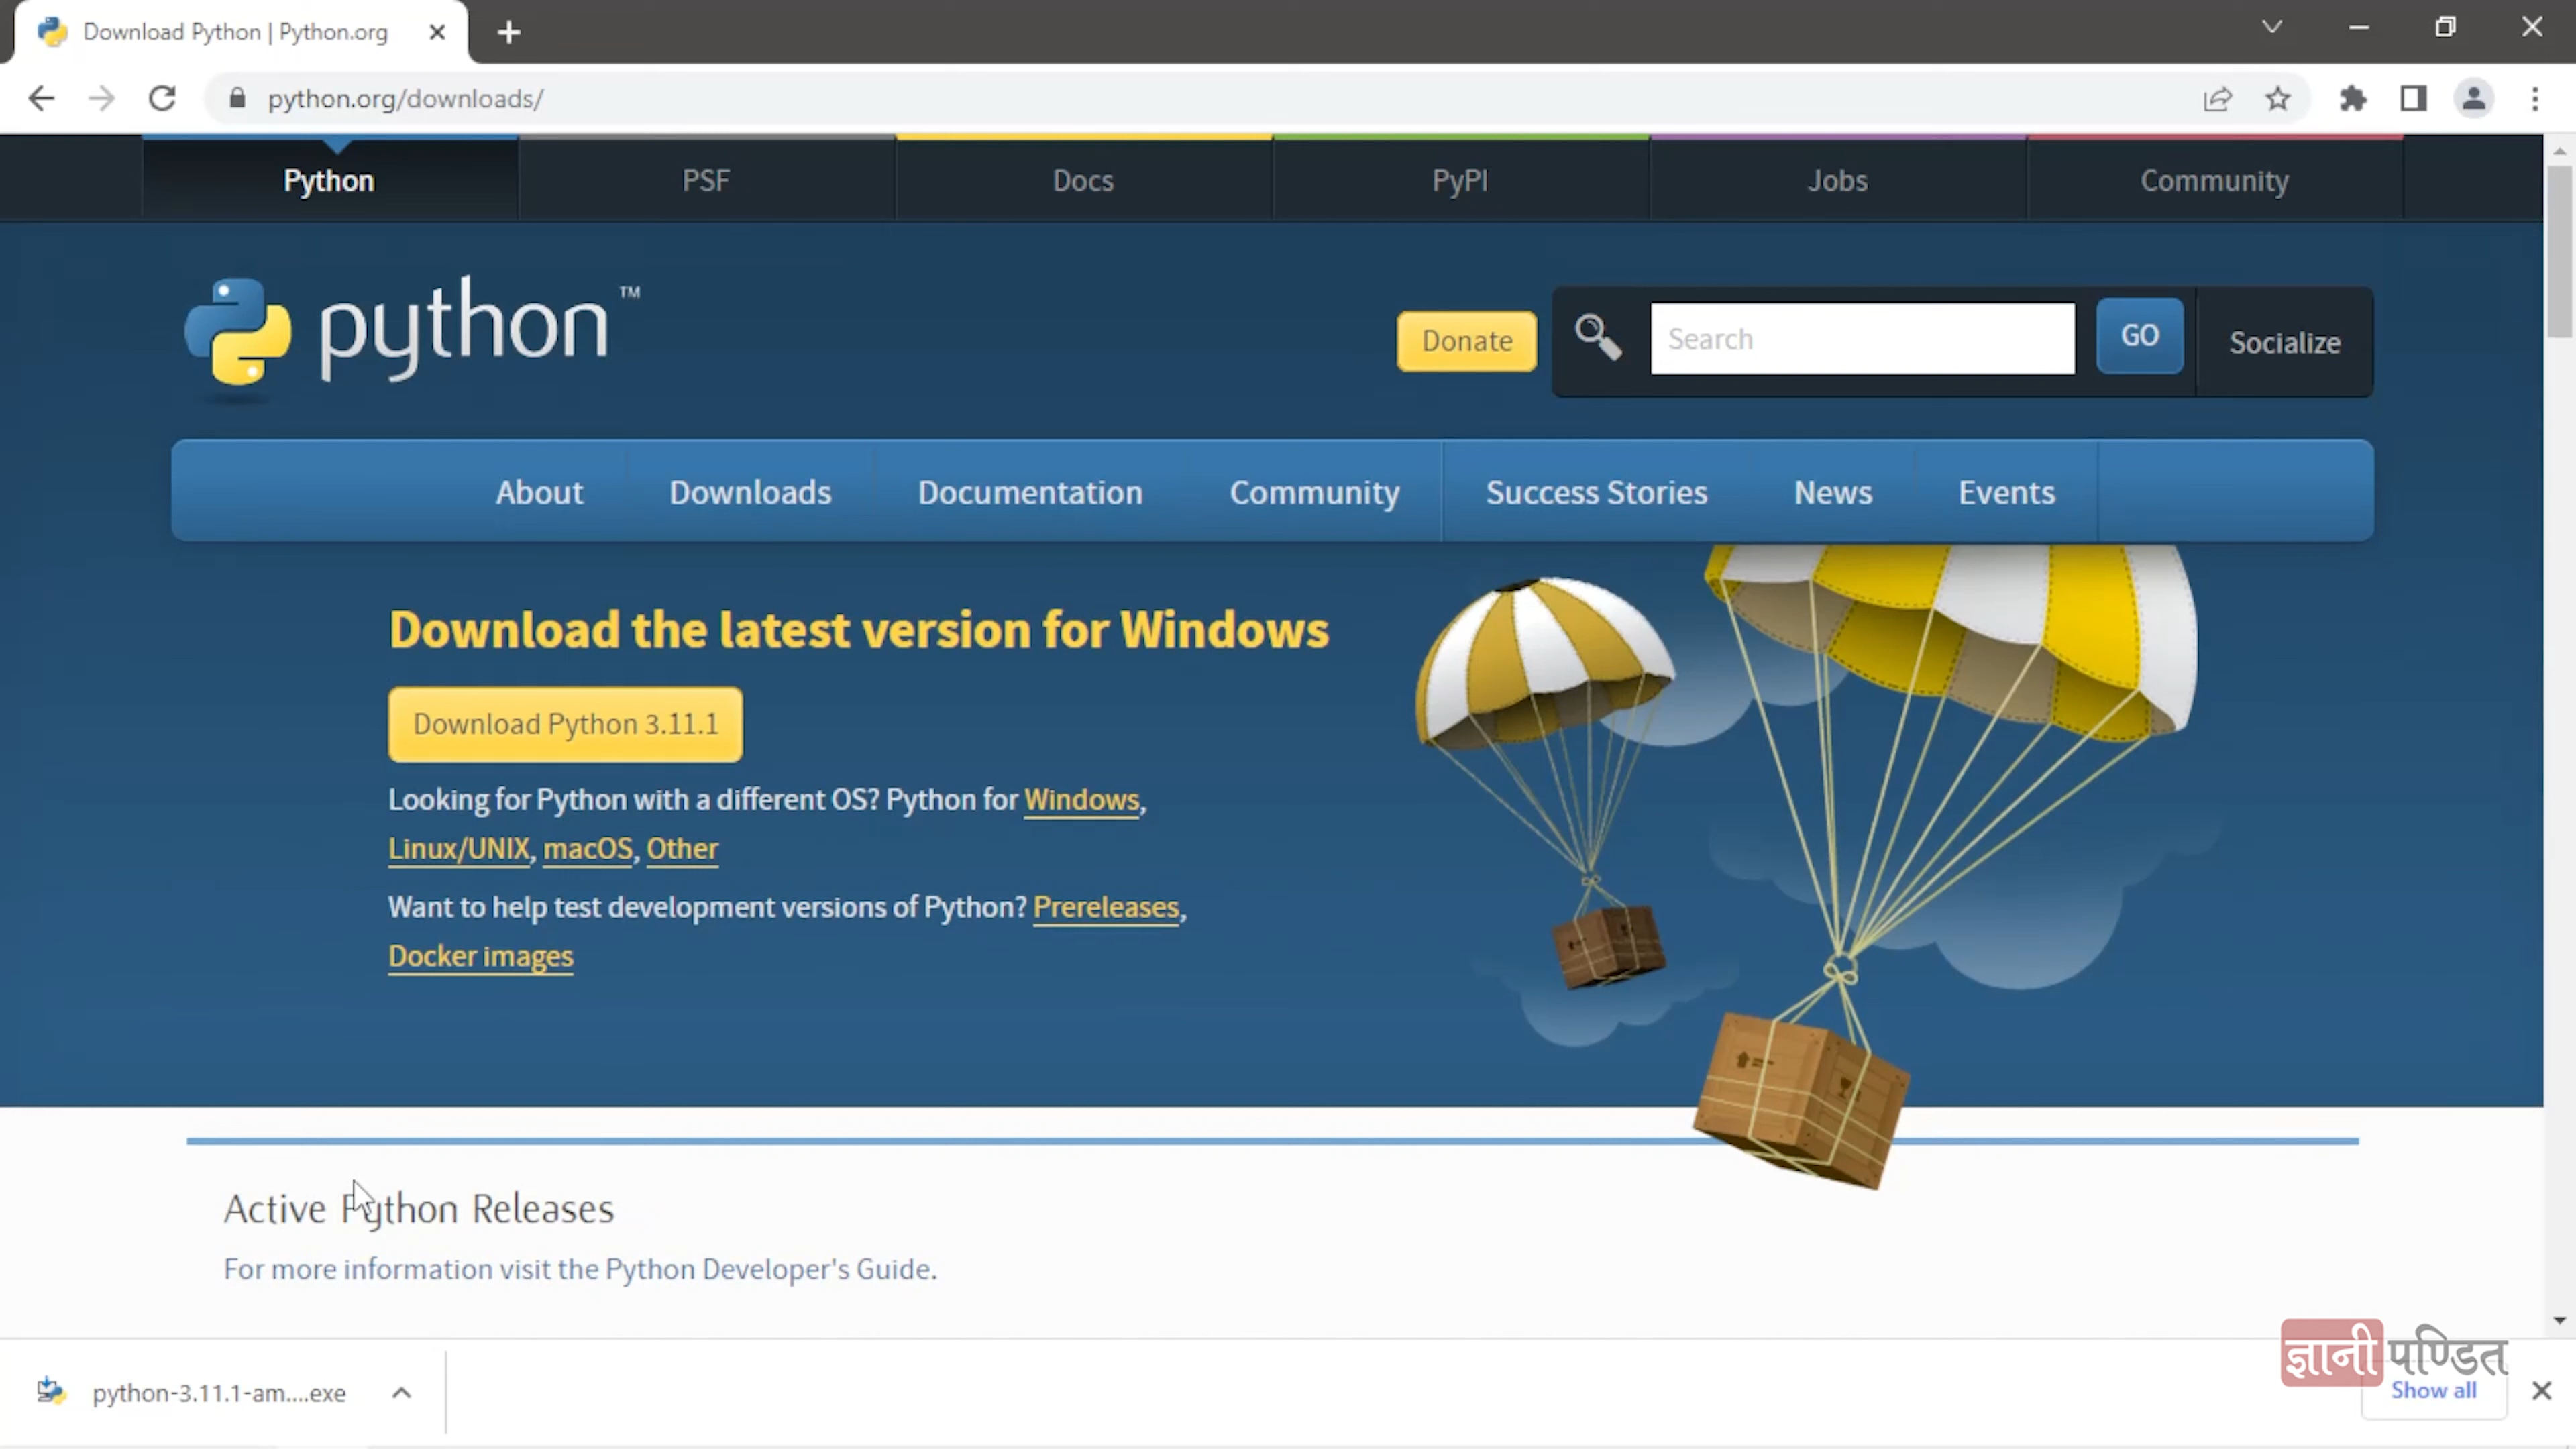 Download Python | Python.org
python.org/downloads/
Python PSF Docs PyPI Jobs Community
python™
Donate Search GO Socialize
About Downloads Documentation Community Success Stories News Events
Download the latest version for Windows
Download Python 3.11.1
Looking for Python with a different OS? Python for Windows,
Linux/UNIX, macOS, Other
Want to help test development versions of Python? Prereleases,
Docker images
Active Python Releases
For more information visit the Python Developer's Guide.
ज्ञानी पण्डित
python-3.11.1-am....exe
Show all